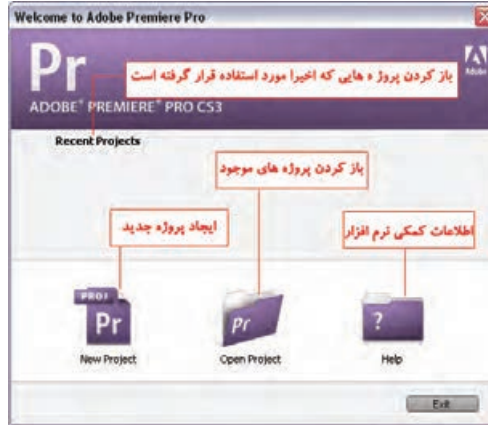 Welcome to Adobe Premiere Pro
Pr
Adobe
باز کردن پروژ ه هایی که اخیرا مورد استفاده قرار گرفته است
ADOBE® PREMIERE® PRO CS3
Recent Projects
باز کردن پروژه های موجود
ایجاد پروژه جدید
اطلاعات کمکی نرم افزار
PROJ
Pr
Pr
?
New Project
Open Project
Help
Exit